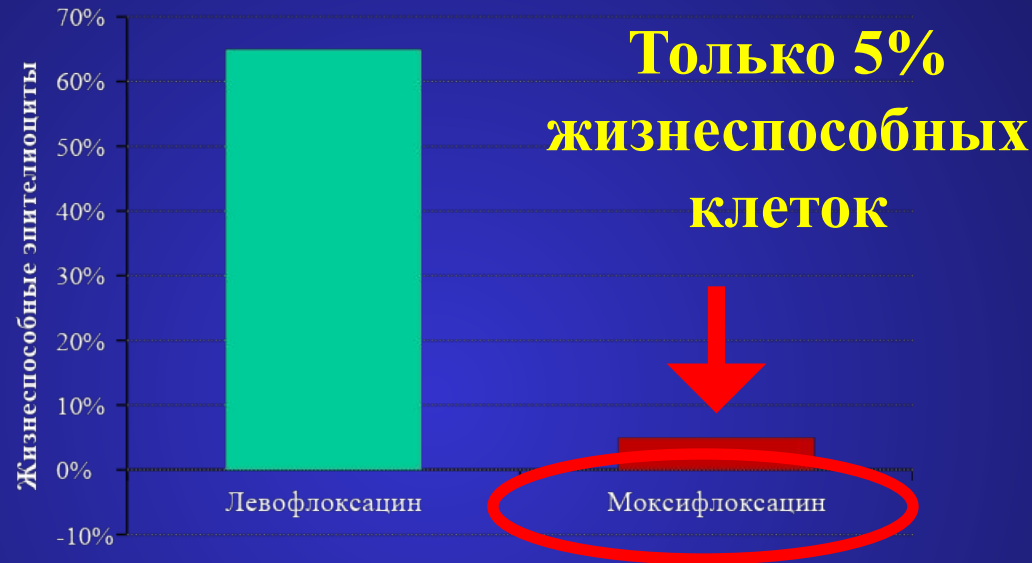 Только 5%
жизнеспособных
клеток
Жизнеспособные эпителиоциты
70%
60%
50%
40%
30%
20%
10%
0%
-10%
Левофлоксацин
Моксифлоксацин